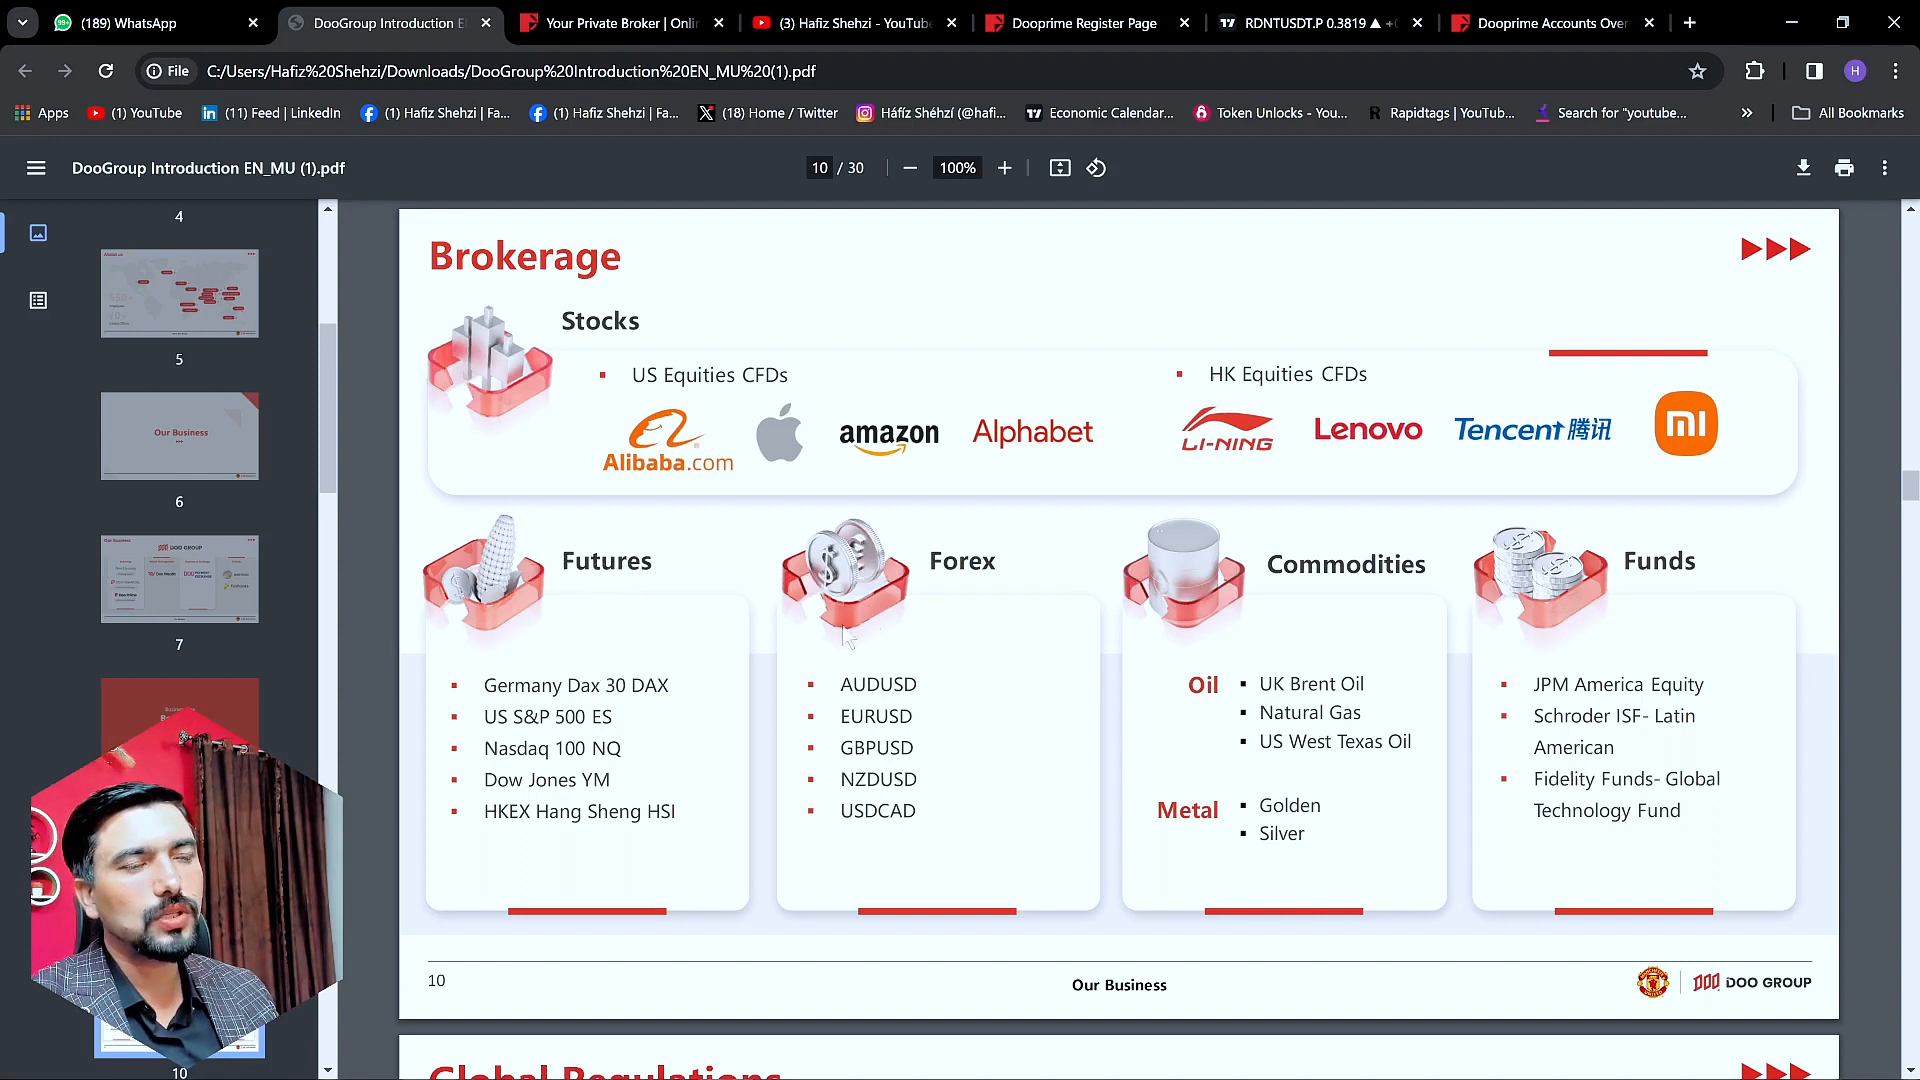 (189) WhatsApp
DooGroup Introduction E
Your Private Broker | Onli
(3) Hafiz Shehzi - YouTube
Dooprime Register Page
RDNTUSDT.P 0.3819 ▲ +
Dooprime Accounts Over
File
C:/Users/Hafiz%20Shehzi/Downloads/DooGroup%20Introduction%20EN_MU%20(1).pdf
H
Apps
(1) YouTube
(11) Feed | LinkedIn
(1) Hafiz Shehzi | Fa...
(1) Hafiz Shehzi | Fa...
(18) Home / Twitter
Háfíz Shéhzí (@hafi...
Economic Calendar...
Token Unlocks - You...
Rapidtags | YouTub...
Search for "youtube...
All Bookmarks
DooGroup Introduction EN_MU (1).pdf
10 / 30
100%
4
5
Our Business
6
7
10
Brokerage
Stocks
US Equities CFDs
HK Equities CFDs
Alibaba.com
amazon
Alphabet
LI-NING
Lenovo
Tencent 腾讯
mi
Futures
Germany Dax 30 DAX
US S&P 500 ES
Nasdaq 100 NQ
Dow Jones YM
HKEX Hang Sheng HSI
Forex
AUDUSD
EURUSD
GBPUSD
NZDUSD
USDCAD
Commodities
Oil
UK Brent Oil
Natural Gas
US West Texas Oil
Metal
Golden
Silver
Funds
JPM America Equity
Schroder ISF- Latin
American
Fidelity Funds- Global
Technology Fund
10
Our Business
DOO GROUP
Global Regulations